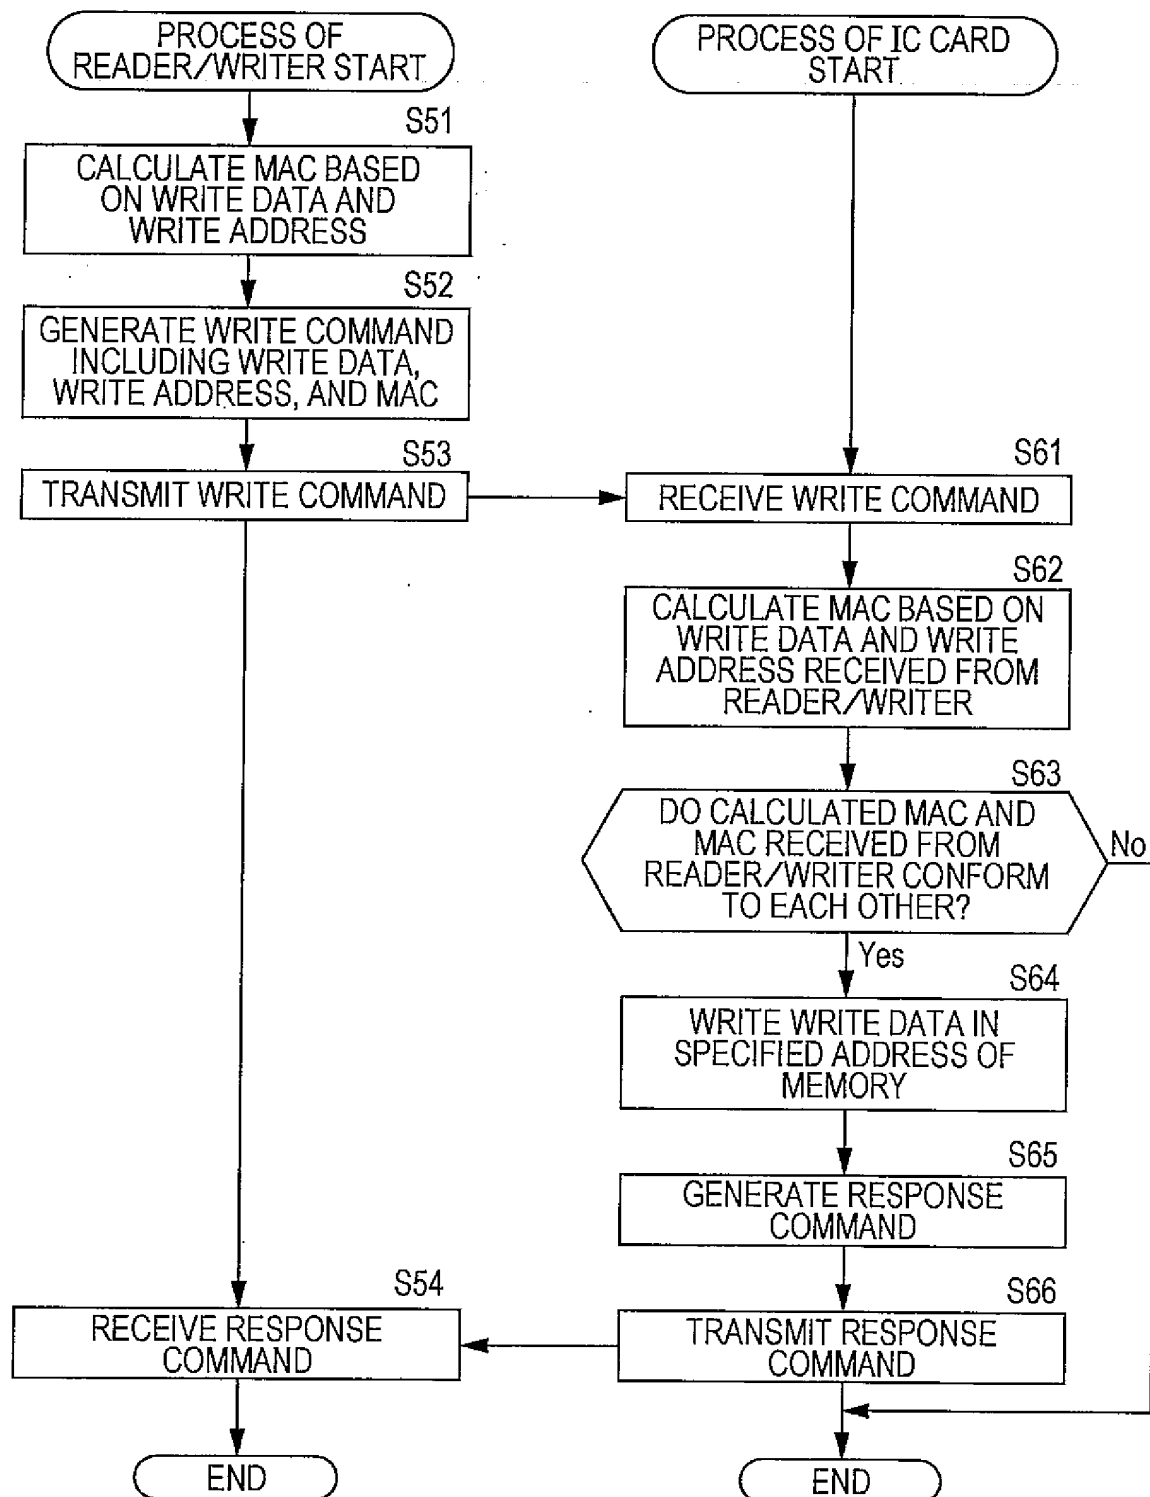 PROCESS OF
READER/WRITER START
S51
CALCULATE MAC BASED
ON WRITE DATA AND
WRITE ADDRESS
S52
GENERATE WRITE COMMAND
INCLUDING WRITE DATA,
WRITE ADDRESS, AND MAC
S53
TRANSMIT WRITE COMMAND
S54
RECEIVE RESPONSE
COMMAND
END
PROCESS OF IC CARD
START
S61
RECEIVE WRITE COMMAND
S62
CALCULATE MAC BASED ON
WRITE DATA AND WRITE
ADDRESS RECEIVED FROM
READER/WRITER
S63
DO CALCULATED MAC AND
MAC RECEIVED FROM
READER/WRITER CONFORM
TO EACH OTHER?
No
Yes
S64
WRITE WRITE DATA IN
SPECIFIED ADDRESS OF
MEMORY
S65
GENERATE RESPONSE
COMMAND
S66
TRANSMIT RESPONSE
COMMAND
END